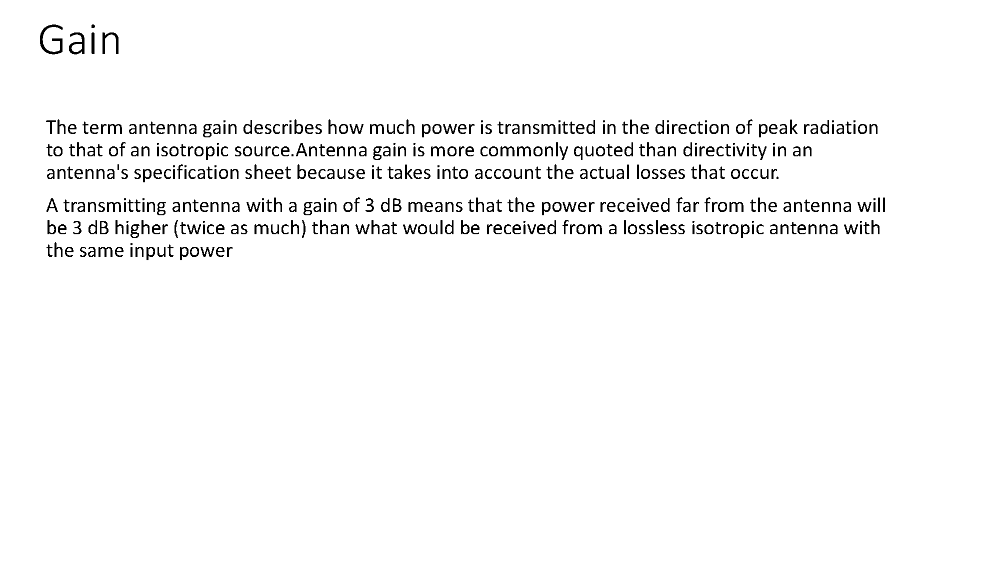 Gain
The term antenna gain describes how much power is transmitted in the direction of peak radiation
to that of an isotropic source.Antenna gain is more commonly quoted than directivity in an
antenna's specification sheet because it takes into account the actual losses that occur.
A transmitting antenna with a gain of 3 dB means that the power received far from the antenna will
be 3 dB higher (twice as much) than what would be received from a lossless isotropic antenna with
the same input power